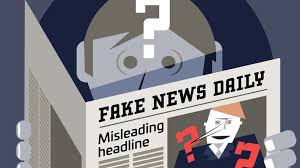 ?
FAKE NEWS DAILY
Misleading
headline
? ?